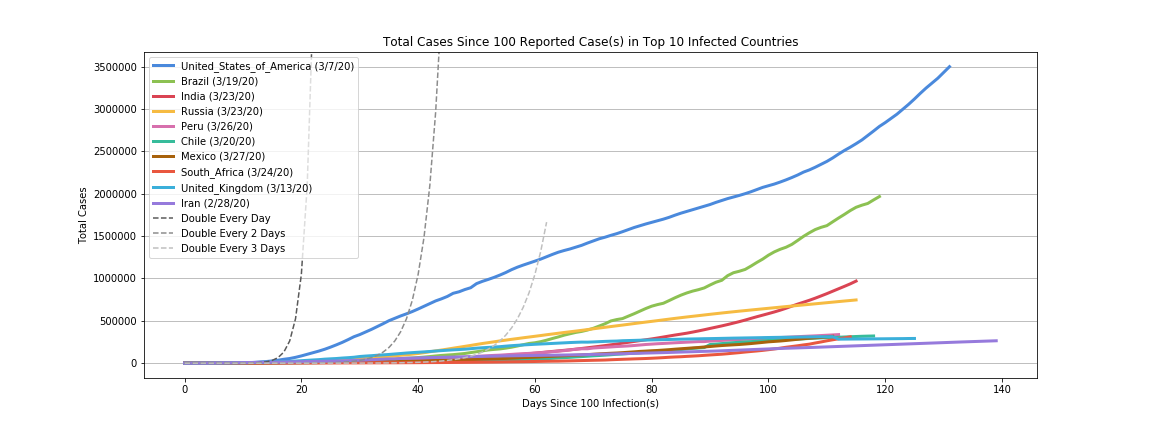 Total Cases Since 100 Reported Case(s) in Top 10 Infected Countries
Total Cases
3500000
3000000
2500000
2000000
1500000
1000000
500000
0
United_States_of_America (3/7/20)
Brazil (3/19/20)
India (3/23/20)
Russia (3/23/20)
Peru (3/26/20)
Chile (3/20/20)
Mexico (3/27/20)
South_Africa (3/24/20)
United_Kingdom (3/13/20)
Iran (2/28/20)
Double Every Day
Double Every 2 Days
Double Every 3 Days
0 20 40 60 80 100 120 140
Days Since 100 Infection(s)